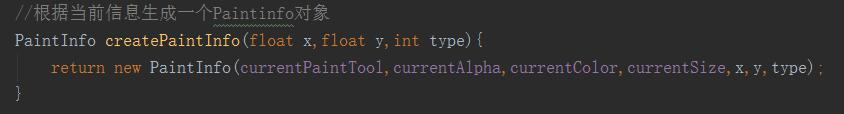 //根据当前信息生成一个Paintinfo对象
PaintInfo createPaintInfo(float x,float y,int type){
    return new PaintInfo(currentPaintTool,currentAlpha,currentColor,currentSize,x,y,type);
}